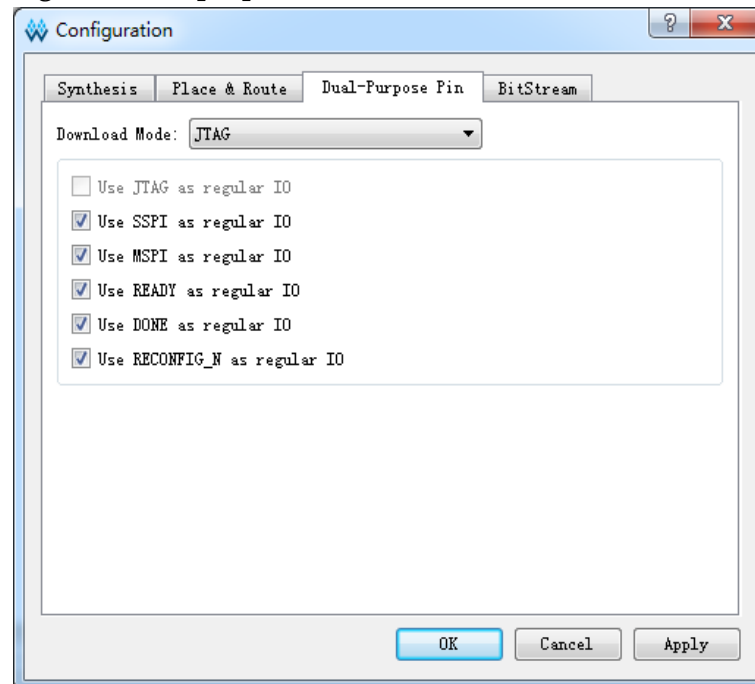 Configuration
Synthesis Place & Route Dual-Purpose Pin BitStream
Download Mode: JTAG
Use JTAG as regular IO
Use SSPI as regular IO
Use MSPI as regular IO
Use READY as regular IO
Use DONE as regular IO
Use RECONFIG_N as regular IO
OK Cancel Apply